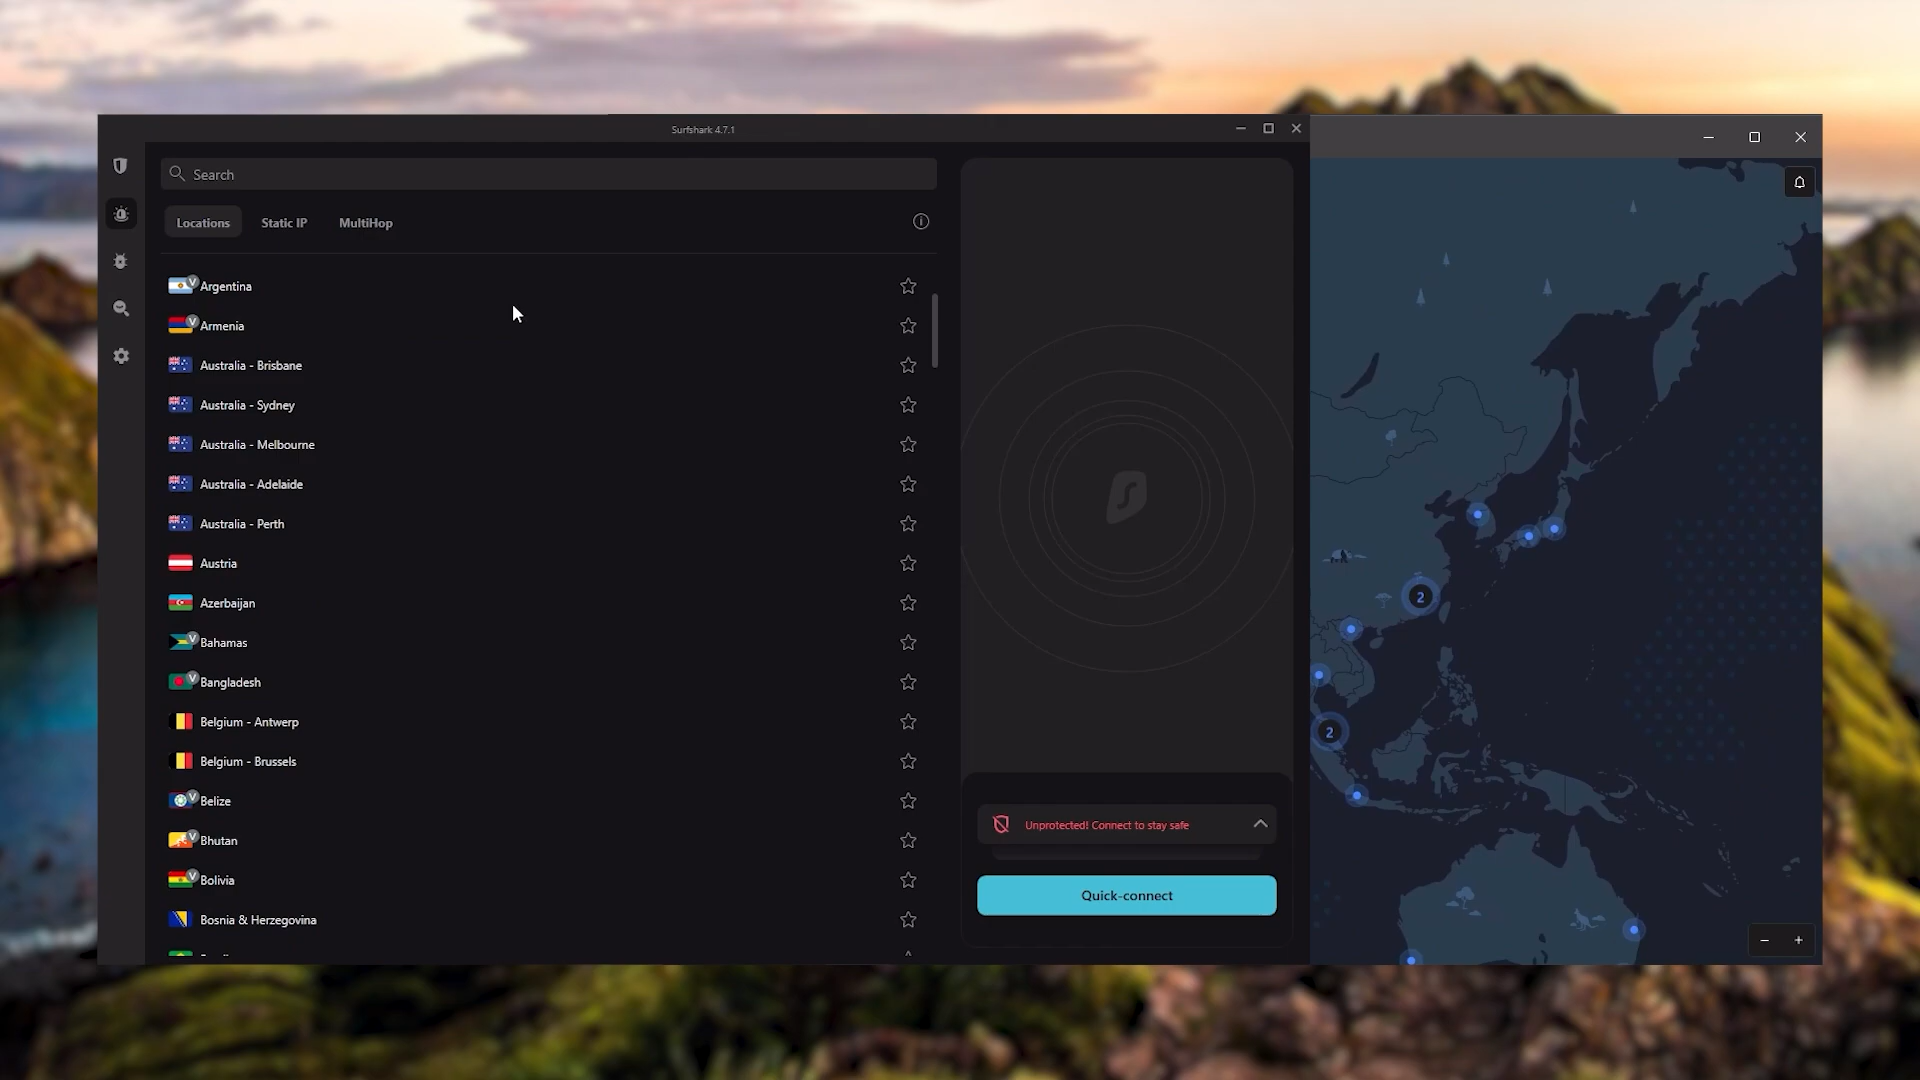 Surfshark 4.7.1
Search
Locations
Static IP
MultiHop
V
Argentina
V
Armenia
Australia - Brisbane
Australia - Sydney
Australia - Melbourne
Australia - Adelaide
Australia - Perth
Austria
Azerbaijan
V
Bahamas
V
Bangladesh
Belgium - Antwerp
Belgium - Brussels
V
Belize
V
Bhutan
V
Bolivia
Bosnia & Herzegovina
Unprotected! Connect to stay safe
Quick-connect
2
2